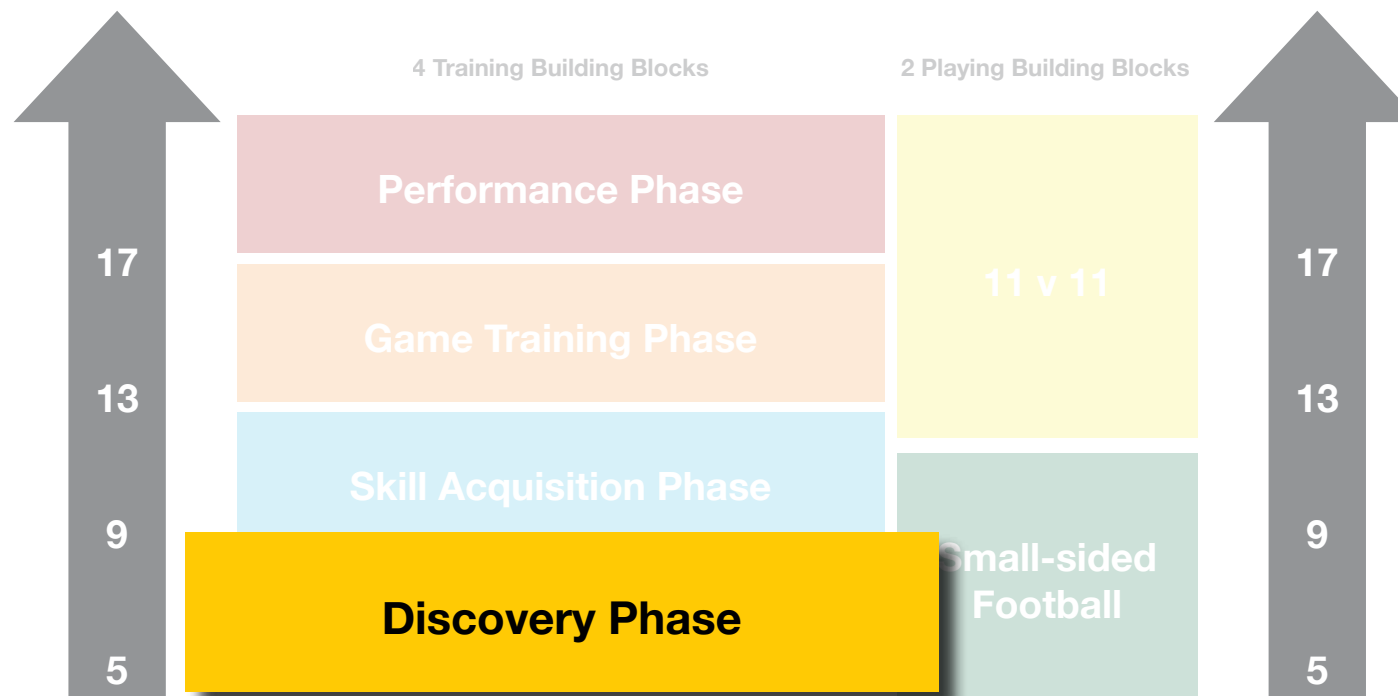 4 Training Building Blocks
2 Playing Building Blocks
Performance Phase
11 v 11
17
17
Game Training Phase
13
13
Skill Acquisition Phase
9
9
Small-sided
Football
Discovery Phase
5
5